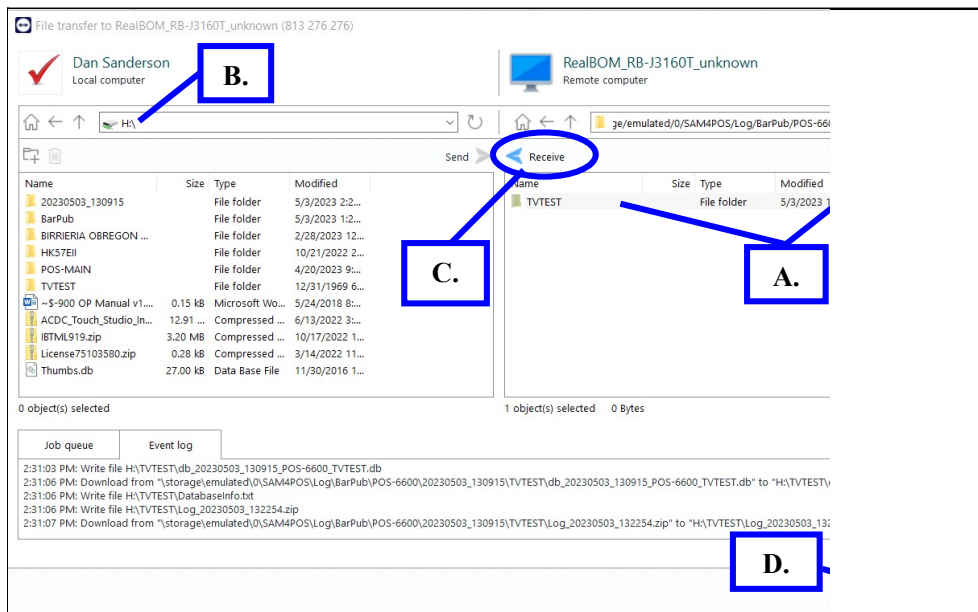 File transfer to RealBOM_RB-J3160T_unknown (813 276 276)
Dan Sanderson
Local computer
B.
RealBOM_RB-J3160T_unknown
Remote computer
H:\
ge/emulated/0/SAM4POS/Log/BarPub/POS-66
Send
Receive
Name Size Type Modified
20230503_130915 File folder 5/3/2023 2:2...
BarPub File folder 5/3/2023 1:2...
BIRRIERIA OBREGON ... File folder 2/28/2023 12...
HK57EII File folder 10/21/2022 2...
POS-MAIN File folder 4/20/2023 9:...
TVTEST File folder 12/31/1969 6...
~$-900 OP Manual v1.... 0.15 kB Microsoft Wo... 5/24/2018 8:...
ACDC_Touch_Studio_In... 12.91 ... Compressed ... 6/13/2022 3:...
IBTML919.zip 3.20 MB Compressed ... 10/17/2022 1...
License75103580.zip 0.28 kB Compressed ... 3/14/2022 11...
Thumbs.db 27.00 kB Data Base File 11/30/2016 1...
Name Size Type Modified
TVTEST File folder 5/3/2023 1
C.
A.
0 object(s) selected
1 object(s) selected 0 Bytes
Job queue Event log
2:31:03 PM: Write file H:\TVTEST\db_20230503_130915_POS-6600_TVTEST.db
2:31:06 PM: Download from "\storage\emulated\0\SAM4POS\Log\BarPub\POS-6600\20230503_130915\TVTEST\db_20230503_130915_POS-6600_TVTEST.db" to "H:\TVTEST\
2:31:06 PM: Write file H:\TVTEST\DatabaseInfo.txt
2:31:06 PM: Write file H:\TVTEST\Log_20230503_132254.zip
2:31:07 PM: Download from "\storage\emulated\0\SAM4POS\Log\BarPub\POS-6600\20230503_130915\TVTEST\Log_20230503_132254.zip" to "H:\TVTEST\Log_20230503_132
D.